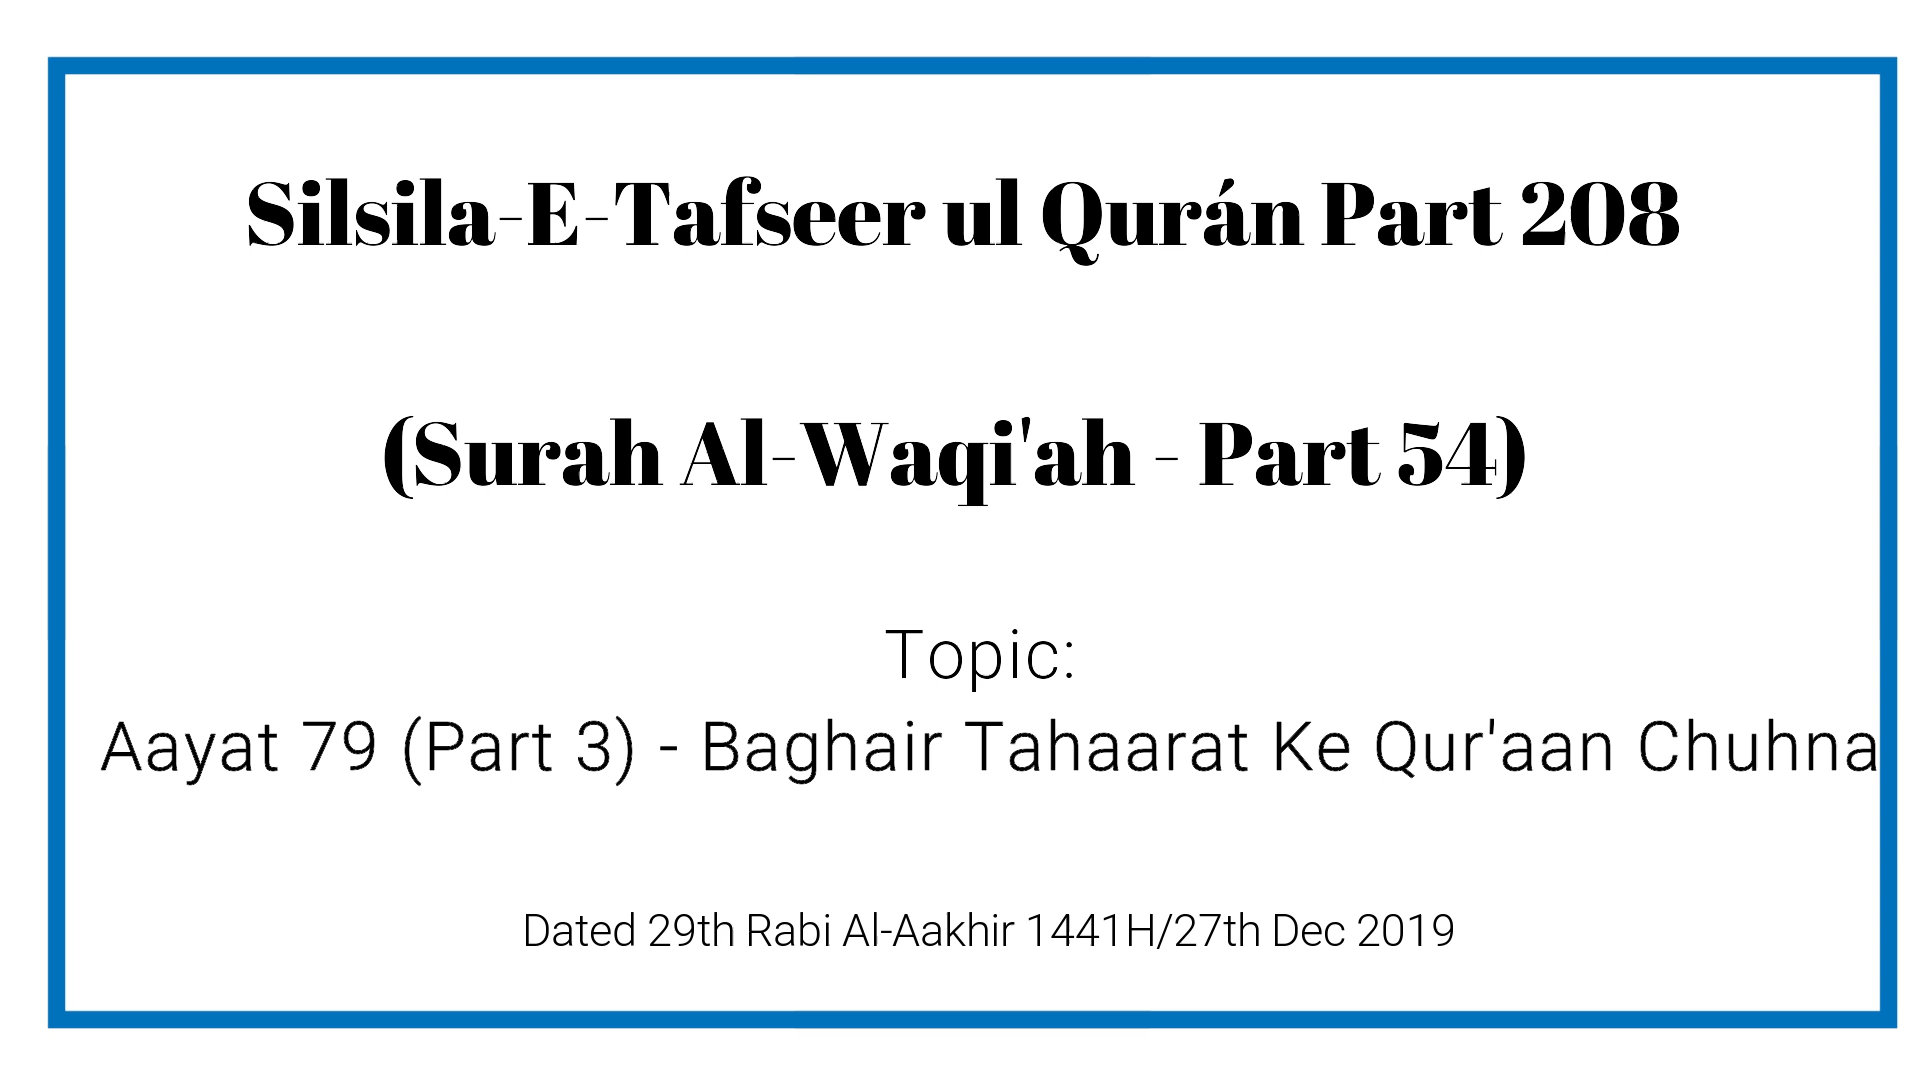 Silsila-E-Tafseer ul Qurán Part 208
(Surah Al-Waqi'ah - Part 54)
Topic:
Aayat 79 (Part 3) - Baghair Tahaarat Ke Qur'aan Chuhna
Dated 29th Rabi Al-Aakhir 1441H/27th Dec 2019